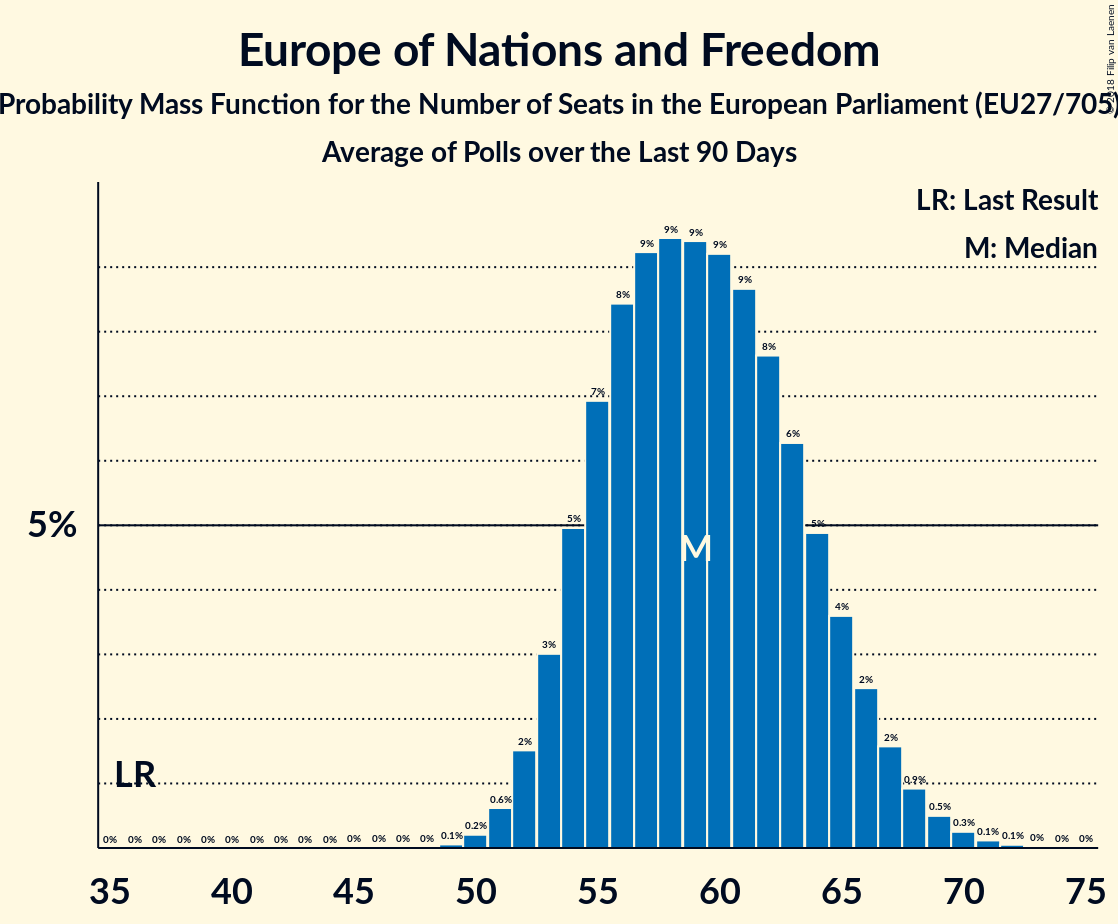 Europe of Nations and Freedom
Probability Mass Function for the Number of Seats in the European Parliament (EU27/705)
Average of Polls over the Last 90 Days
© 2018 Filip van Laenen
LR: Last Result
M: Median
5%
LR
M
0% 0% 0% 0% 0% 0% 0% 0% 0% 0% 0% 0% 0% 0% 0.1% 0.2% 0.6% 2% 3% 5% 7% 8% 9% 9% 9% 9% 9% 8% 6% 5% 4% 2% 2% 0.9% 0.5% 0.3% 0.1% 0.1% 0% 0% 0%
35 40 45 50 55 60 65 70 75